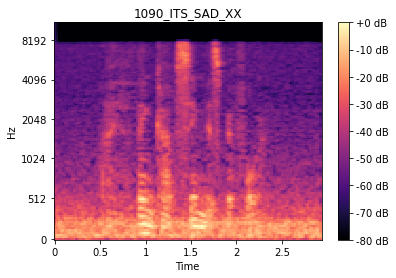 1090_ITS_SAD_XX
+0 dB
8192
-10 dB
4096
-20 dB
-30 dB
Hz
2048
-40 dB
1024
-50 dB
512
-60 dB
-70 dB
0
-80 dB
0 0.5 1 1.5 2 2.5
Time